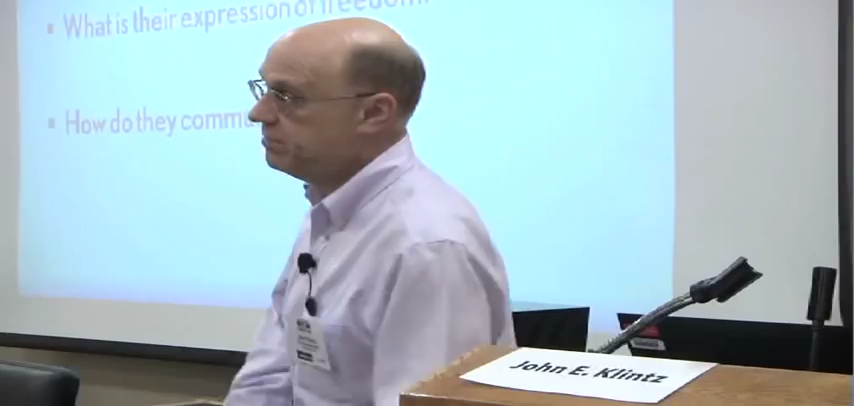 ▪ What is their expression of freedom?
▪ How do they commu
John E. Klintz